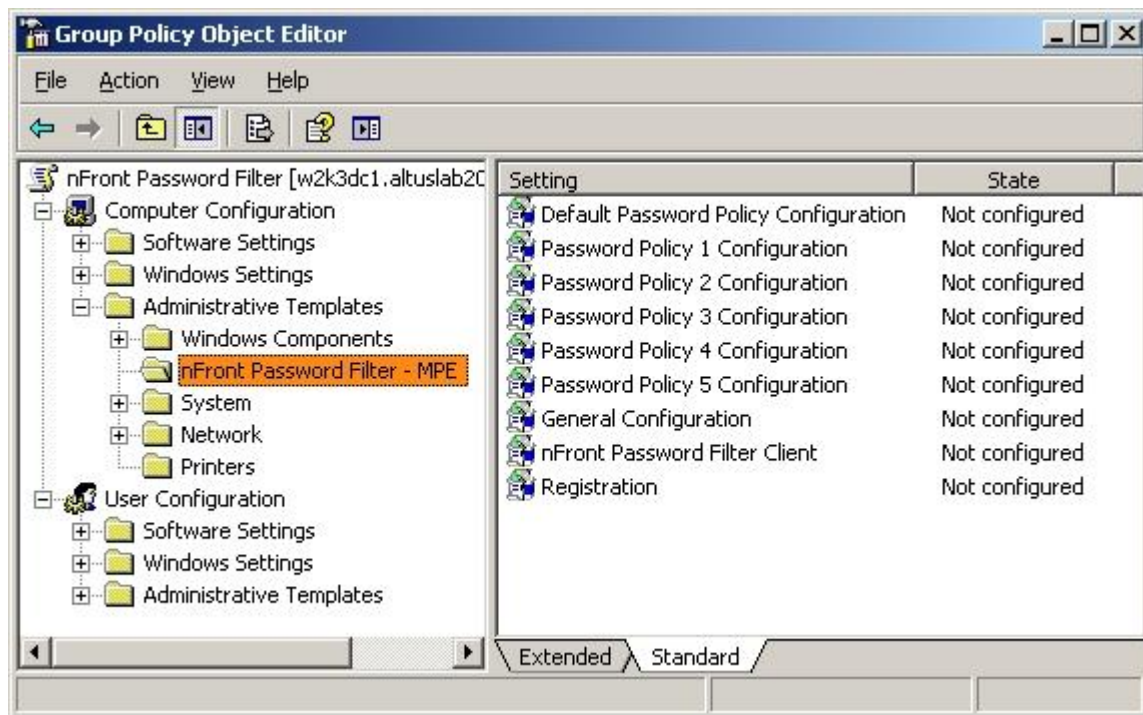 Group Policy Object Editor
File Action View Help
nFront Password Filter [w2k3dc1.altuslab20
Computer Configuration
Software Settings
Windows Settings
Administrative Templates
Windows Components
nFront Password Filter - MPE
System
Network
Printers
User Configuration
Software Settings
Windows Settings
Administrative Templates
Setting State
Default Password Policy Configuration Not configured
Password Policy 1 Configuration Not configured
Password Policy 2 Configuration Not configured
Password Policy 3 Configuration Not configured
Password Policy 4 Configuration Not configured
Password Policy 5 Configuration Not configured
General Configuration Not configured
nFront Password Filter Client Not configured
Registration Not configured
Extended Standard